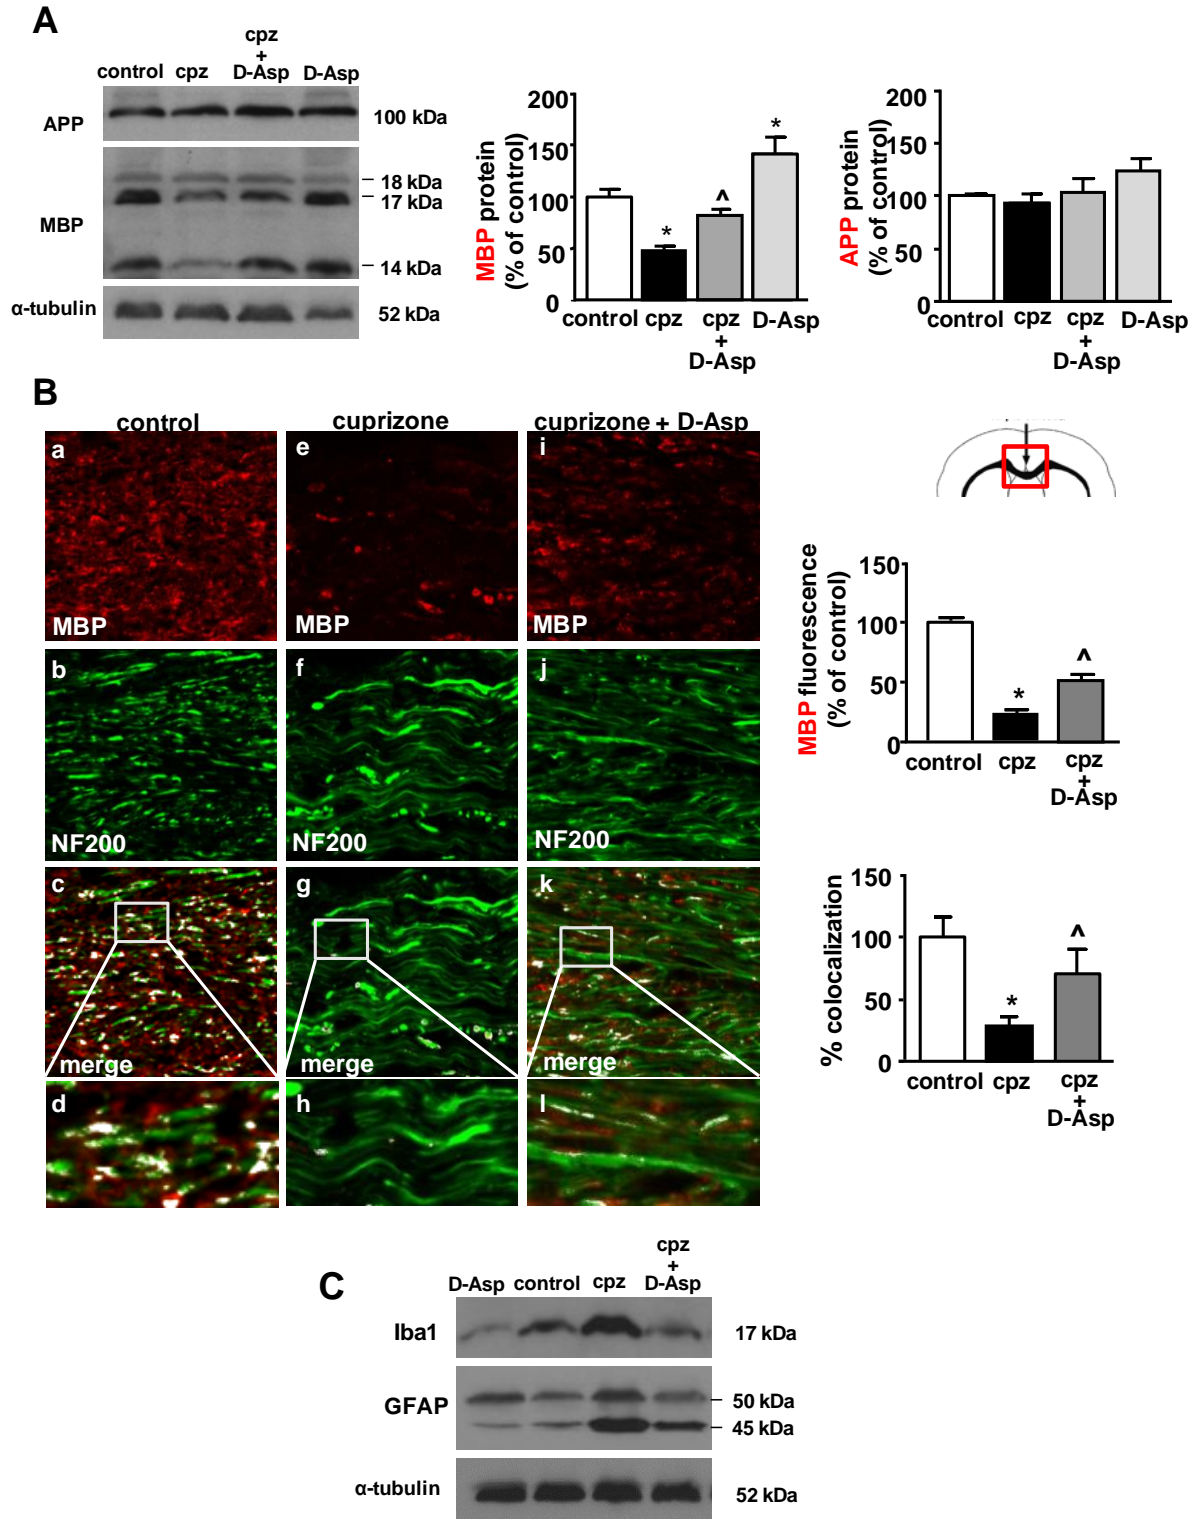 A
control cpz cpz + D-Asp D-Asp
APP
100 kDa
MBP
18 kDa
17 kDa
14 kDa
α-tubulin
52 kDa
MBP protein
(% of control)
200
150
100
50
0
*
^
*
control cpz cpz + D-Asp D-Asp
APP protein
(% of control)
200
150
100
50
0
control cpz cpz + D-Asp D-Asp
B
control
cuprizone
cuprizone + D-Asp
a
MBP
e
MBP
i
MBP
b
NF200
f
NF200
j
NF200
c
merge
g
merge
k
merge
d
h
l
MBP fluorescence
(% of control)
150
100
50
0
*
^
control cpz cpz + D-Asp
% colocalization
150
100
50
0
*
^
control cpz cpz + D-Asp
C
D-Asp control cpz cpz + D-Asp
Iba1
17 kDa
GFAP
50 kDa
45 kDa
α-tubulin
52 kDa